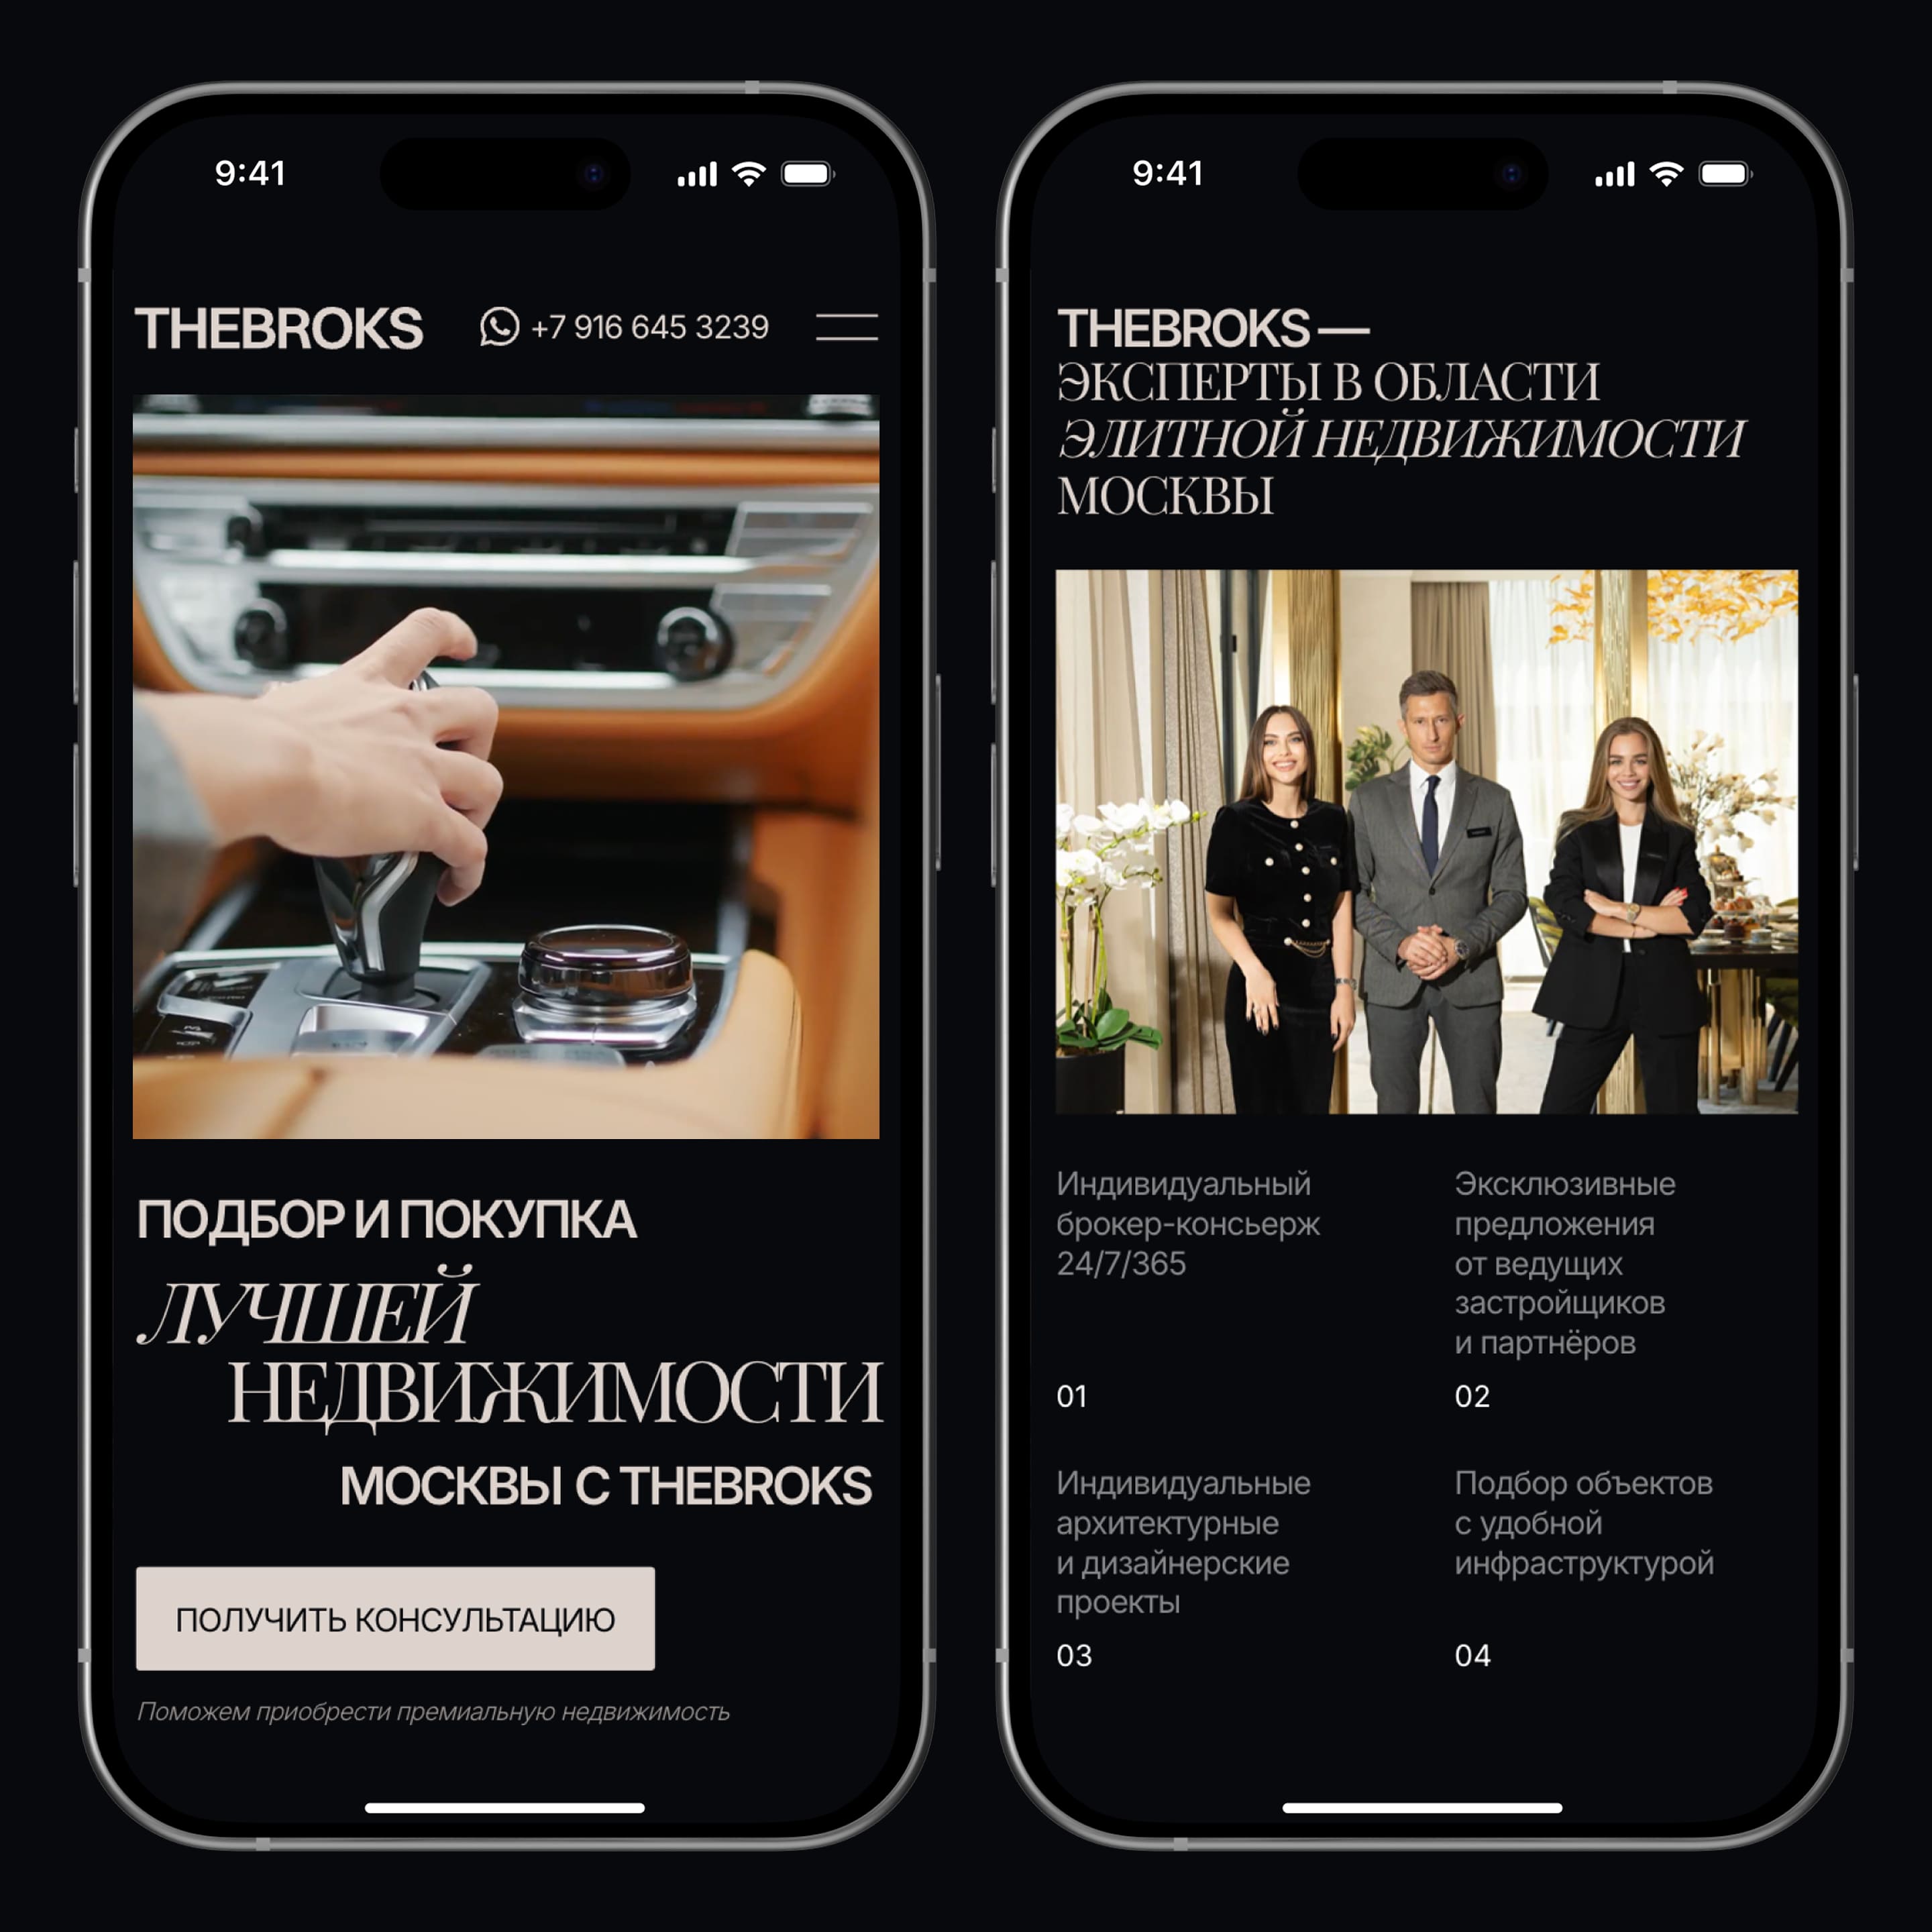 9:41
THEBROKS
+7 916 645 3239
ПОДБОР И ПОКУПКА
ЛУЧШЕЙ
НЕДВИЖИМОСТИ
МОСКВЫ С THEBROKS
ПОЛУЧИТЬ КОНСУЛЬТАЦИЮ
Поможем приобрести премиальную недвижимость
9:41
THEBROKS —
ЭКСПЕРТЫ В ОБЛАСТИ
ЭЛИТНОЙ НЕДВИЖИМОСТИ
МОСКВЫ
Индивидуальный
брокер-консьерж
24/7/365
01
Эксклюзивные
предложения
от ведущих
застройщиков
и партнёров
02
Индивидуальные
архитектурные
и дизайнерские
проекты
03
Подбор объектов
с удобной
инфраструктурой
04